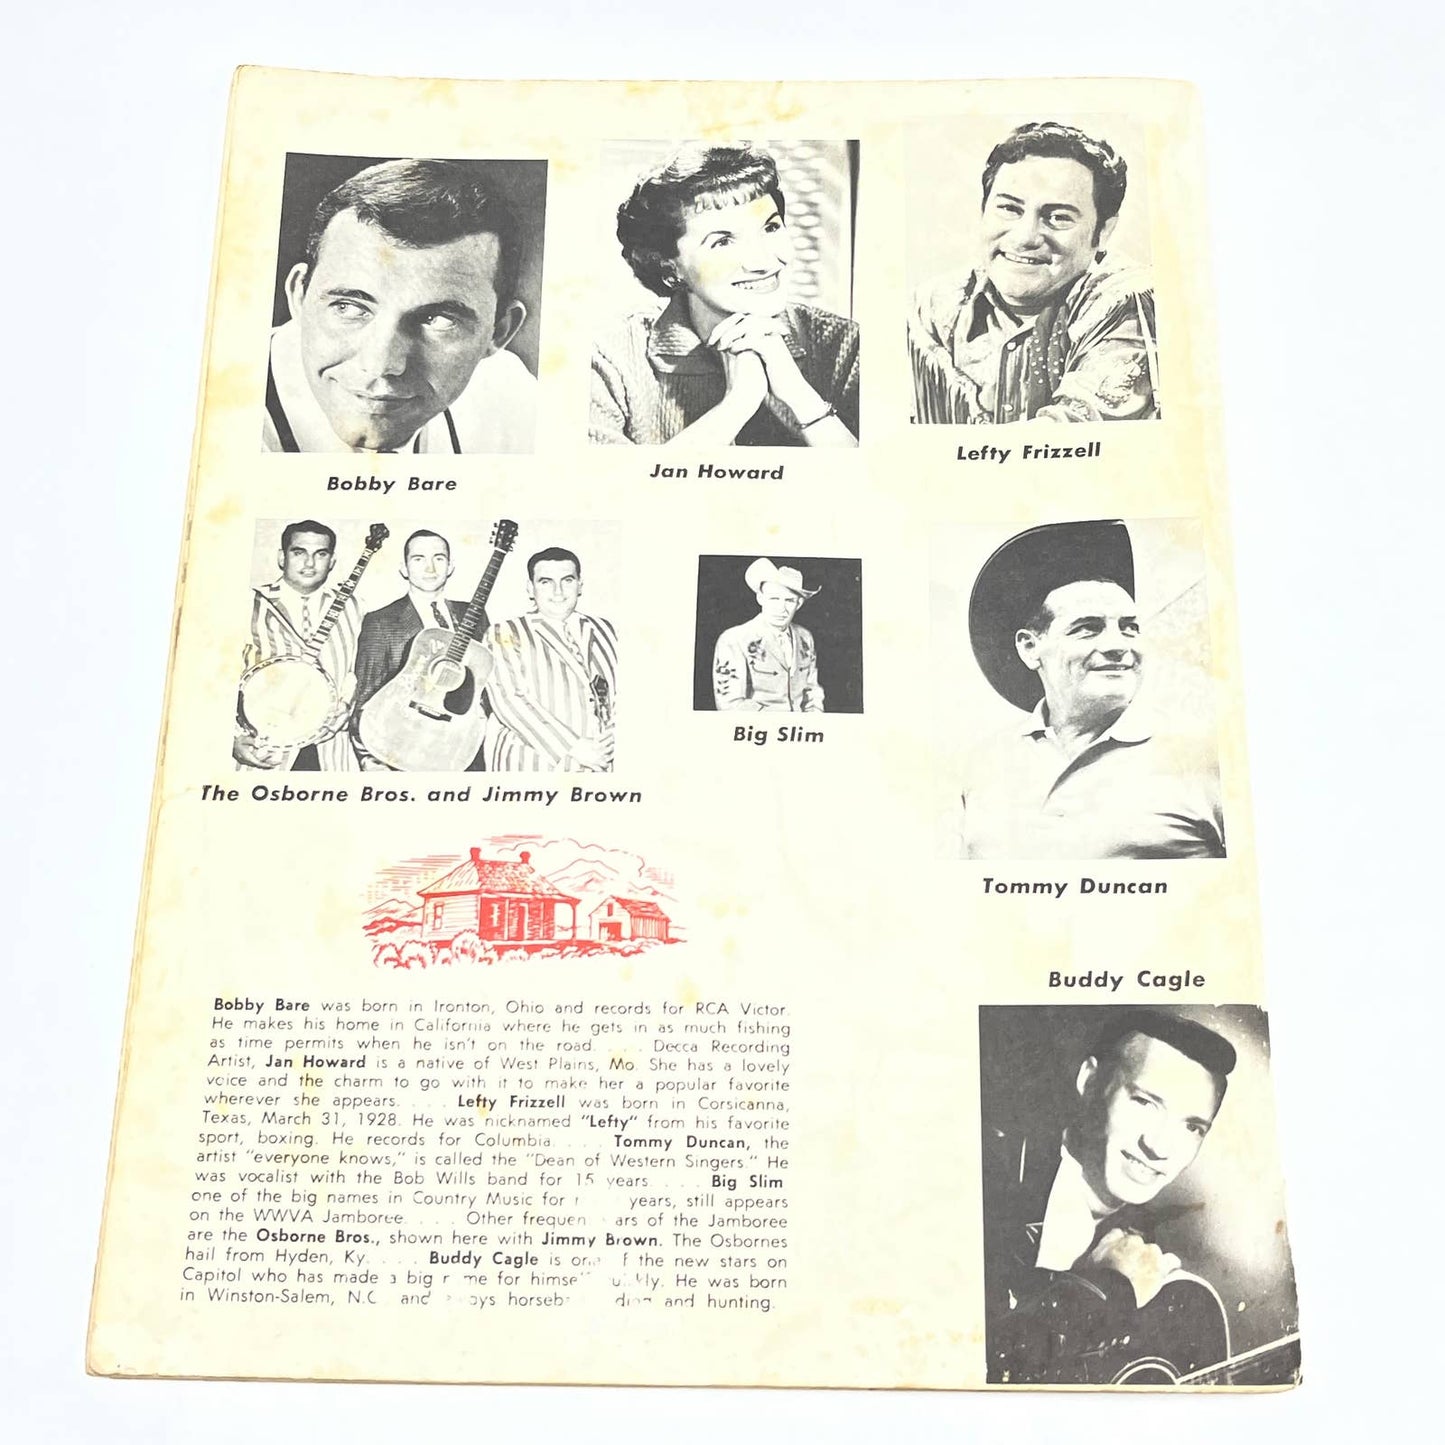 Bobby Bare
Jan Howard
Lefty Frizzell
The Osborne Bros. and Jimmy Brown
Big Slim
Tommy Duncan
Buddy Cagle
Bobby Bare was born in Ironton, Ohio and records for RCA Victor.
He makes his home in California where he gets in as much fishing
as time permits when he isn't on the road. . . . Decca Recording
Artist, Jan Howard is a native of West Plains, Mo. She has a lovely
voice and the charm to go with it to make her a popular favorite
wherever she appears. . . . Lefty Frizzell was born in Corsicanna,
Texas, March 31, 1928. He was nicknamed "Lefty" from his favorite
sport, boxing. He records for Columbia. . . . Tommy Duncan, the
artist "everyone knows," is called the "Dean of Western Singers." He
was vocalist with the Bob Wills band for 15 years. . . . Big Slim
one of the big names in Country Music for years, still appears
on the WWVA Jamboree. . . . Other of the Jamboree
are the Osborne Bros., shown here with Jimmy Brown. The Osbornes
hail from Hyden, Ky. . . . Buddy Cagle is of the new stars on
Capitol who has made a big for He was born
in Winston-Salem, N.C. and and hunting.